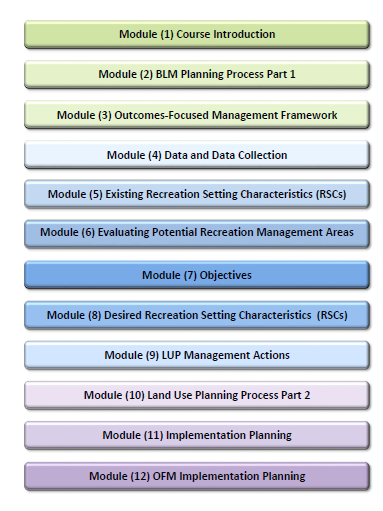 Module (1) Course Introduction
Module (2) BLM Planning Process Part 1
Module (3) Outcomes-Focused Management Framework
Module (4) Data and Data Collection
Module (5) Existing Recreation Setting Characteristics (RSCs)
Module (6) Evaluating Potential Recreation Management Areas
Module (7) Objectives
Module (8) Desired Recreation Setting Characteristics (RSCs)
Module (9) LUP Management Actions
Module (10) Land Use Planning Process Part 2
Module (11) Implementation Planning
Module (12) OFM Implementation Planning